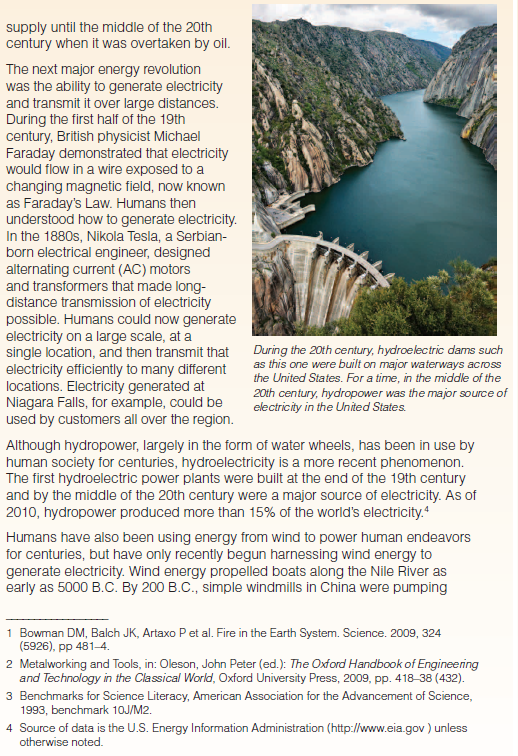 supply until the middle of the 20th
century when it was overtaken by oil.
The next major energy revolution
was the ability to generate electricity
and transmit it over large distances.
During the first half of the 19th
century, British physicist Michael
Faraday demonstrated that electricity
would flow in a wire exposed to a
changing magnetic field, now known
as Faraday's Law. Humans then
understood how to generate electricity.
In the 1880s, Nikola Tesla, a Serbian-
born electrical engineer, designed
alternating current (AC) motors
and transformers that made long-
distance transmission of electricity
possible. Humans could now generate
electricity on a large scale, at a
single location, and then transmit that
electricity efficiently to many different
locations. Electricity generated at
Niagara Falls, for example, could be
used by customers all over the region.
During the 20th century, hydroelectric dams such
as this one were built on major waterways across
the United States. For a time, in the middle of the
20th century, hydropower was the major source of
electricity in the United States.
Although hydropower, largely in the form of water wheels, has been in use by
human society for centuries, hydroelectricity is a more recent phenomenon.
The first hydroelectric power plants were built at the end of the 19th century
and by the middle of the 20th century were a major source of electricity. As of
2010, hydropower produced more than 15% of the world's electricity.4
Humans have also been using energy from wind to power human endeavors
for centuries, but have only recently begun harnessing wind energy to
generate electricity. Wind energy propelled boats along the Nile River as
early as 5000 B.C. By 200 B.C., simple windmills in China were pumping
1 Bowman DM, Balch JK, Artaxo P et al. Fire in the Earth System. Science. 2009, 324
(5926), pp 481–4.
2 Metalworking and Tools, in: Oleson, John Peter (ed.): The Oxford Handbook of Engineering
and Technology in the Classical World, Oxford University Press, 2009, pp. 418–38 (432).
3 Benchmarks for Science Literacy, American Association for the Advancement of Science,
1993, benchmark 10J/M2.
4 Source of data is the U.S. Energy Information Administration (http://www.eia.gov ) unless
otherwise noted.